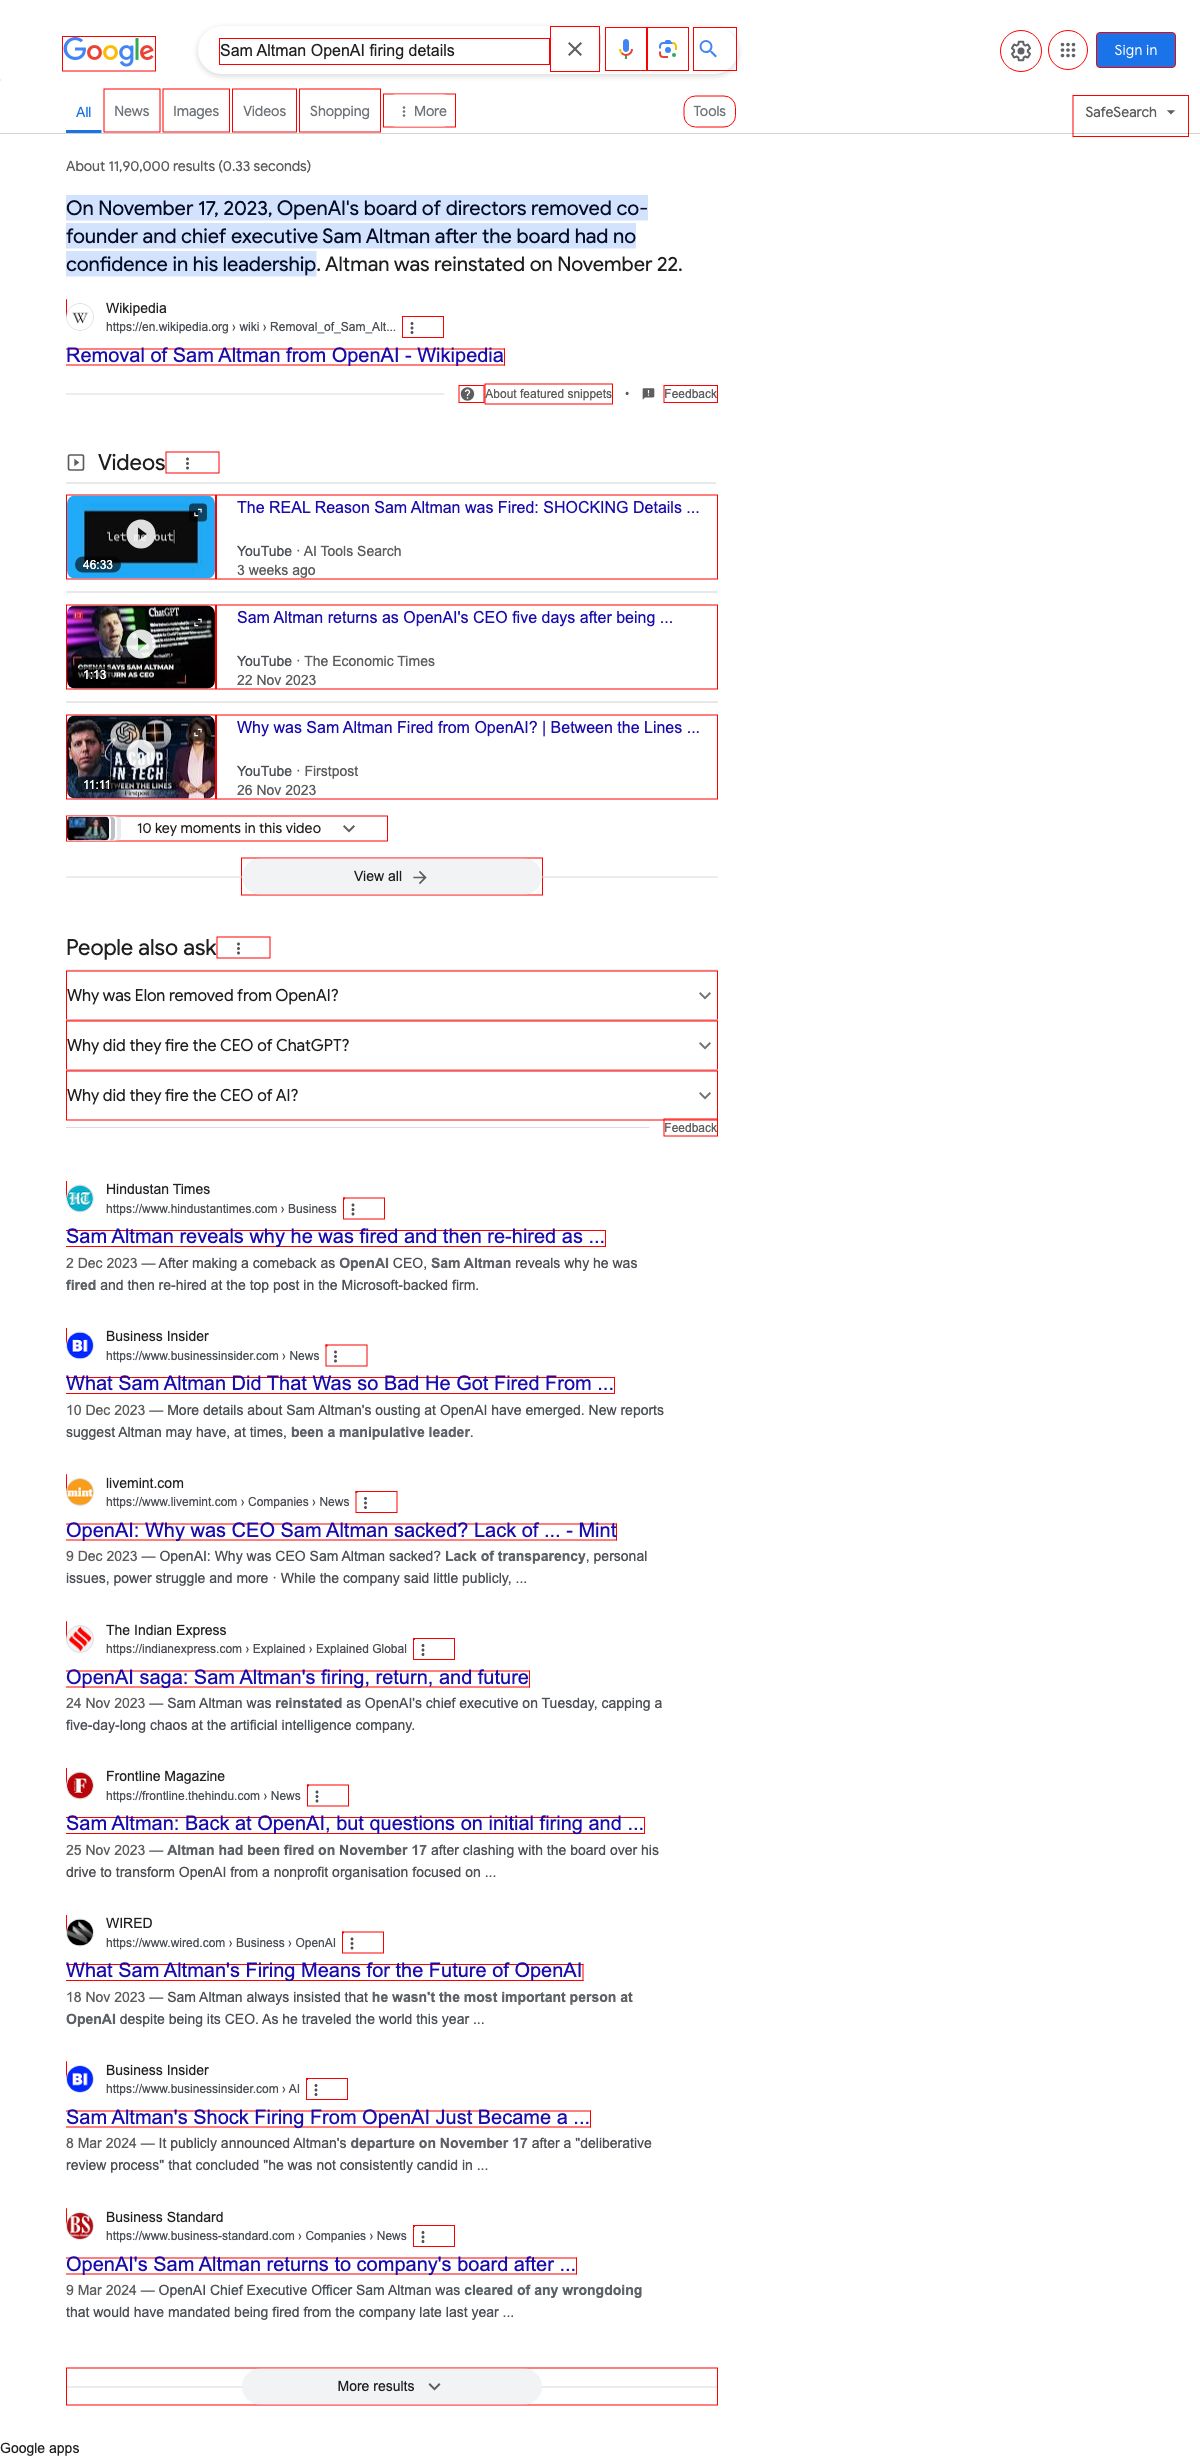 Google
Sam Altman OpenAI firing details
Sign in
All
News
Images
Videos
Shopping
More
Tools
SafeSearch
About 11,90,000 results (0.33 seconds)
On November 17, 2023, OpenAI's board of directors removed co-
founder and chief executive Sam Altman after the board had no
confidence in his leadership. Altman was reinstated on November 22.
W
Wikipedia
https://en.wikipedia.org › wiki › Removal_of_Sam_Alt...
Removal of Sam Altman from OpenAI - Wikipedia
About featured snippets
•
Feedback
Videos
46:33
The REAL Reason Sam Altman was Fired: SHOCKING Details ...
YouTube · AI Tools Search
3 weeks ago
ChatGPT
OPENAI SAYS SAM ALTMAN
1:13
TURN AS CEO
Sam Altman returns as OpenAI's CEO five days after being ...
YouTube · The Economic Times
22 Nov 2023
A COUP
IN TECH
11:11
THE LINES
Firstpost
Why was Sam Altman Fired from OpenAI? | Between the Lines ...
YouTube · Firstpost
26 Nov 2023
10 key moments in this video
View all
People also ask
Why was Elon removed from OpenAI?
Why did they fire the CEO of ChatGPT?
Why did they fire the CEO of AI?
Feedback
HT
Hindustan Times
https://www.hindustantimes.com › Business
Sam Altman reveals why he was fired and then re-hired as ...
2 Dec 2023 — After making a comeback as OpenAI CEO, Sam Altman reveals why he was
fired and then re-hired at the top post in the Microsoft-backed firm.
BI
Business Insider
https://www.businessinsider.com › News
What Sam Altman Did That Was so Bad He Got Fired From ...
10 Dec 2023 — More details about Sam Altman's ousting at OpenAI have emerged. New reports
suggest Altman may have, at times, been a manipulative leader.
mint
livemint.com
https://www.livemint.com › Companies › News
OpenAI: Why was CEO Sam Altman sacked? Lack of ... - Mint
9 Dec 2023 — OpenAI: Why was CEO Sam Altman sacked? Lack of transparency, personal
issues, power struggle and more · While the company said little publicly, ...
The Indian Express
https://indianexpress.com › Explained › Explained Global
OpenAI saga: Sam Altman's firing, return, and future
24 Nov 2023 — Sam Altman was reinstated as OpenAI's chief executive on Tuesday, capping a
five-day-long chaos at the artificial intelligence company.
F
Frontline Magazine
https://frontline.thehindu.com › News
Sam Altman: Back at OpenAI, but questions on initial firing and ...
25 Nov 2023 — Altman had been fired on November 17 after clashing with the board over his
drive to transform OpenAI from a nonprofit organisation focused on ...
WIRED
https://www.wired.com › Business › OpenAI
What Sam Altman's Firing Means for the Future of OpenAI
18 Nov 2023 — Sam Altman always insisted that he wasn't the most important person at
OpenAI despite being its CEO. As he traveled the world this year ...
BI
Business Insider
https://www.businessinsider.com › AI
Sam Altman's Shock Firing From OpenAI Just Became a ...
8 Mar 2024 — It publicly announced Altman's departure on November 17 after a "deliberative
review process" that concluded "he was not consistently candid in ...
BS
Business Standard
https://www.business-standard.com › Companies › News
OpenAI's Sam Altman returns to company's board after ...
9 Mar 2024 — OpenAI Chief Executive Officer Sam Altman was cleared of any wrongdoing
that would have mandated being fired from the company late last year ...
More results
Google apps